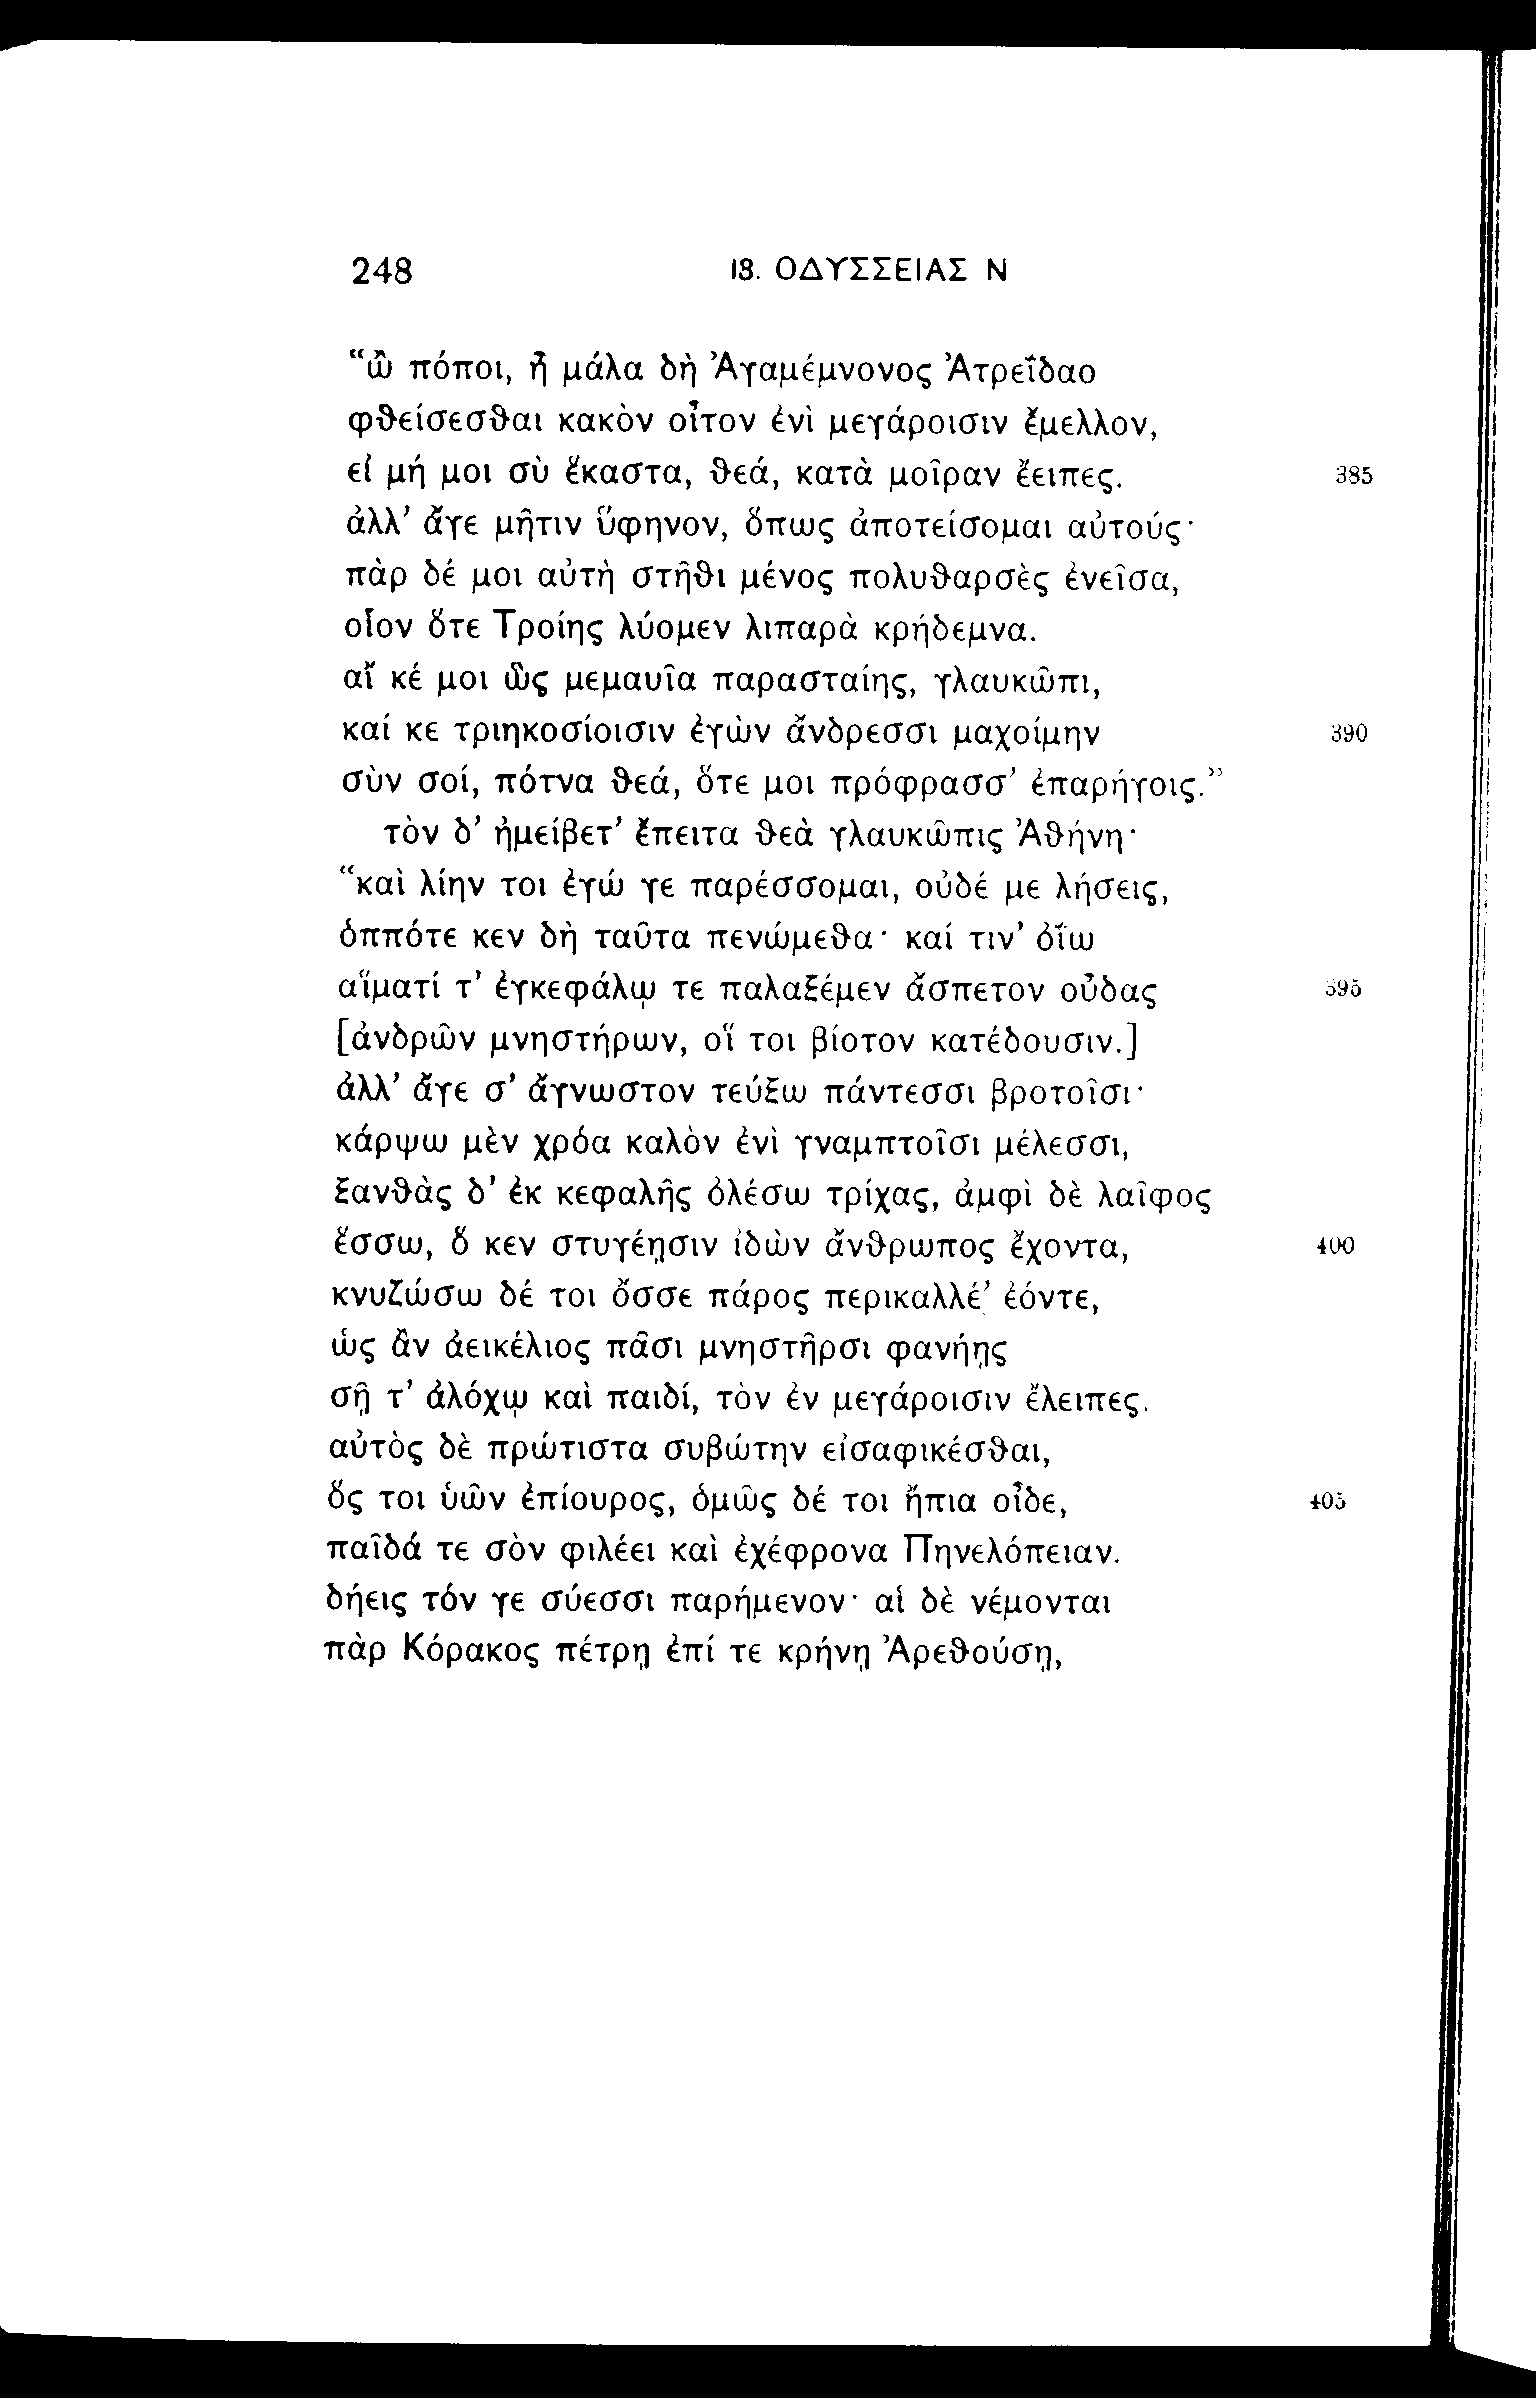 248 18. ΟΔΥΣΣΕΙΑΣ Ν
“ὢ πόποι, ἦ μάλα δὴ Ἀγαμέμνονος Ἀτρεΐδαο
φθείσεσθαι κακὸν οἶτον ἐνὶ μεγάροισιν ἔμελλον,
εἰ μή μοι σὺ ἕκαστα, θεά, κατὰ μοῖραν ἔειπες. 385
ἀλλ’ ἄγε μῆτιν ὕφηνον, ὅπως ἀποτείσομαι αὐτούς·
πὰρ δέ μοι αὐτὴ στῆθι μένος πολυθαρσὲς ἐνεῖσα,
οἷον ὅτε Τροίης λύομεν λιπαρὰ κρήδεμνα.
αἴ κέ μοι ὣς μεμαυῖα παρασταίης, γλαυκῶπι,
καί κε τριηκοσίοισιν ἐγὼν ἄνδρεσσι μαχοίμην 390
σὺν σοί, πότνα θεά, ὅτε μοι πρόφρασσ’ ἐπαρήγοις.”
τὸν δ’ ἠμείβετ’ ἔπειτα θεὰ γλαυκῶπις Ἀθήνη·
“καὶ λίην τοι ἐγώ γε παρέσσομαι, οὐδέ με λήσεις,
ὁππότε κεν δὴ ταῦτα πενώμεθα· καί τιν’ ὀΐω
αἵματί τ’ ἐγκεφάλῳ τε παλαξέμεν ἄσπετον οὖδας 395
[ἀνδρῶν μνηστήρων, οἵ τοι βίοτον κατέδουσιν.]
ἀλλ’ ἄγε σ’ ἄγνωστον τεύξω πάντεσσι βροτοῖσι·
κάρψω μὲν χρόα καλὸν ἐνὶ γναμπτοῖσι μέλεσσι,
ξανθὰς δ’ ἐκ κεφαλῆς ὀλέσω τρίχας, ἀμφὶ δὲ λαῖφος
ἕσσω, ὅ κεν στυγέῃσιν ἰδὼν ἄνθρωπος ἔχοντα, 400
κνυζώσω δέ τοι ὄσσε πάρος περικαλλέ’ ἐόντε,
ὡς ἂν ἀεικέλιος πᾶσι μνηστῆρσι φανήῃς
σῇ τ’ ἀλόχῳ καὶ παιδί, τὸν ἐν μεγάροισιν ἔλειπες.
αὐτὸς δὲ πρώτιστα συβώτην εἰσαφικέσθαι,
ὅς τοι ὑῶν ἐπίουρος, ὁμῶς δέ τοι ἤπια οἶδε, 405
παῖδά τε σὸν φιλέει καὶ ἐχέφρονα Πηνελόπειαν.
δήεις τόν γε σύεσσι παρήμενον· αἱ δὲ νέμονται
πὰρ Κόρακος πέτρῃ ἐπί τε κρήνῃ Ἀρεθούσῃ,